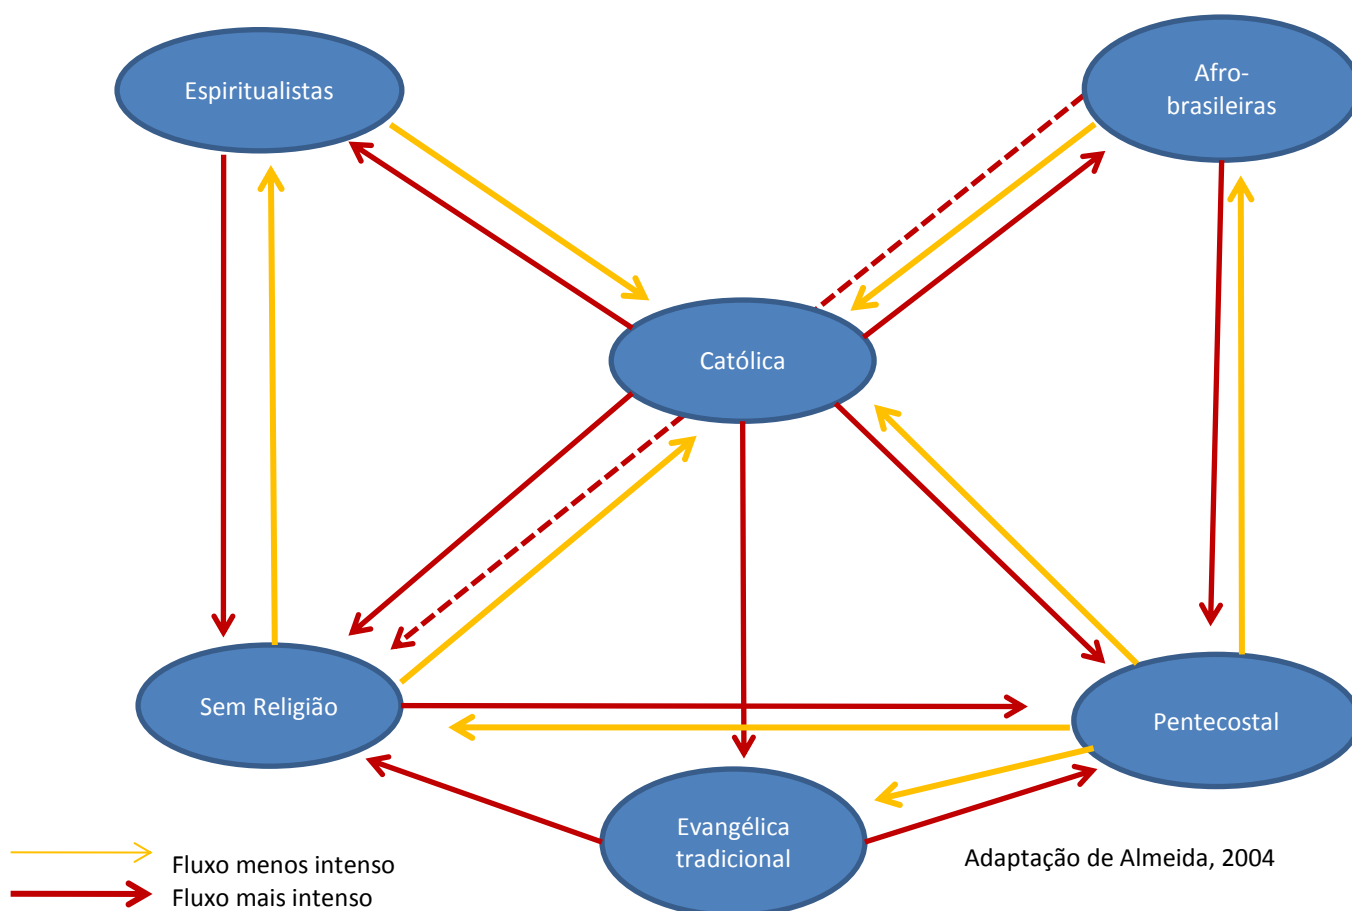 Espiritualistas
Afro-
brasileiras
Católica
Sem Religião
Pentecostal
Evangélica
tradicional
Adaptação de Almeida, 2004
Fluxo menos intenso
Fluxo mais intenso